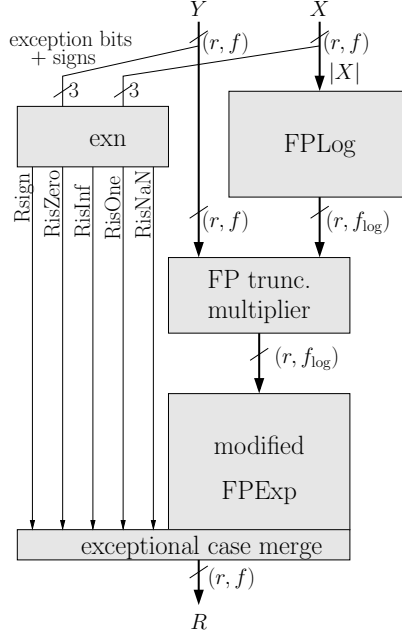 Y
X
exception bits
+ signs
(r, f)
(r, f)
3
3
|X|
exn
FPLog
Rsign
RisZero
RisInf
RisOne
RisNaN
(r, f)
(r, f_log)
FP trunc.
multiplier
(r, f_log)
modified
FPExp
exceptional case merge
(r, f)
R